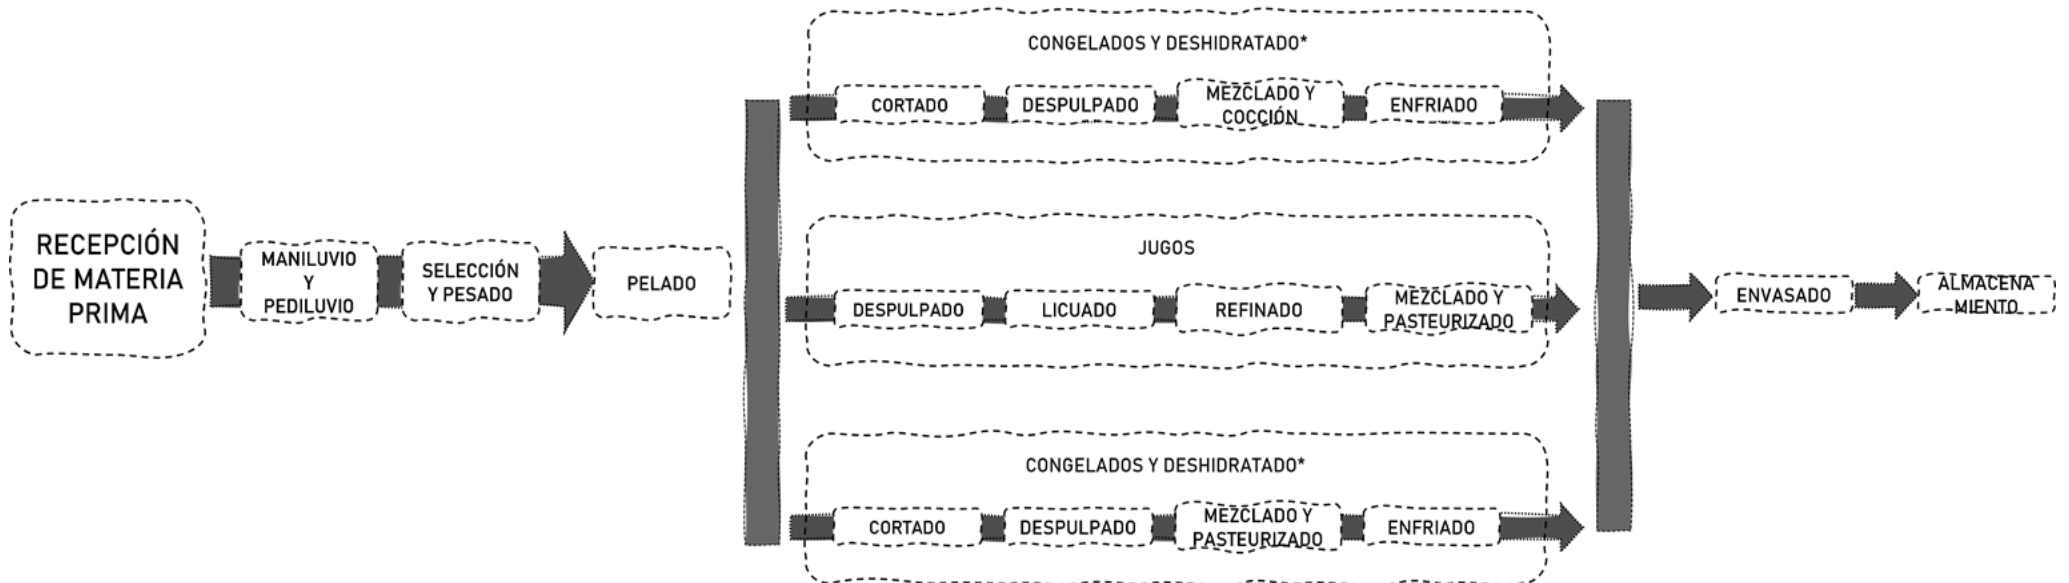 RECEPCIÓN
DE MATERIA
PRIMA
MANILUVIO
Y
PEDILUVIO
SELECCIÓN
Y PESADO
PELADO
CONGELADOS Y DESHIDRATADO*
CORTADO
DESPULPADO
MEZCLADO Y
COCCIÓN
ENFRIADO
JUGOS
DESPULPADO
LICUADO
REFINADO
MEZCLADO Y
PASTEURIZADO
CONGELADOS Y DESHIDRATADO*
CORTADO
DESPULPADO
MEZCLADO Y
PASTEURIZADO
ENFRIADO
ENVASADO
ALMACENA
MIENTO